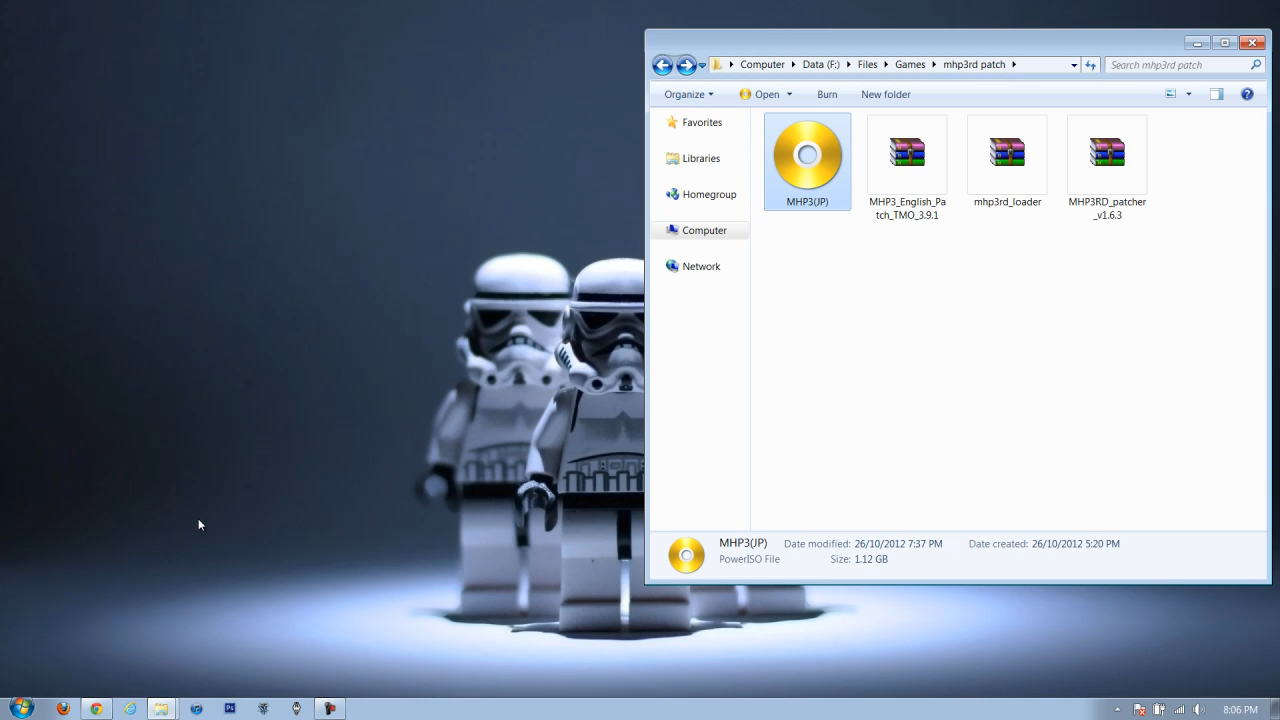 Computer
Data (F:)
Files
Games
mhp3rd patch
Search mhp3rd patch
Organize
Open
Burn
New folder
Favorites
Libraries
Homegroup
Computer
Network
MHP3(JP)
MHP3_English_Pa
tch_TMO_3.9.1
mhp3rd_loader
MHP3RD_patcher
_v1.6.3
MHP3(JP)
Date modified: 26/10/2012 7:37 PM
Date created: 26/10/2012 5:20 PM
PowerISO File
Size: 1.12 GB
Ps
8:06 PM